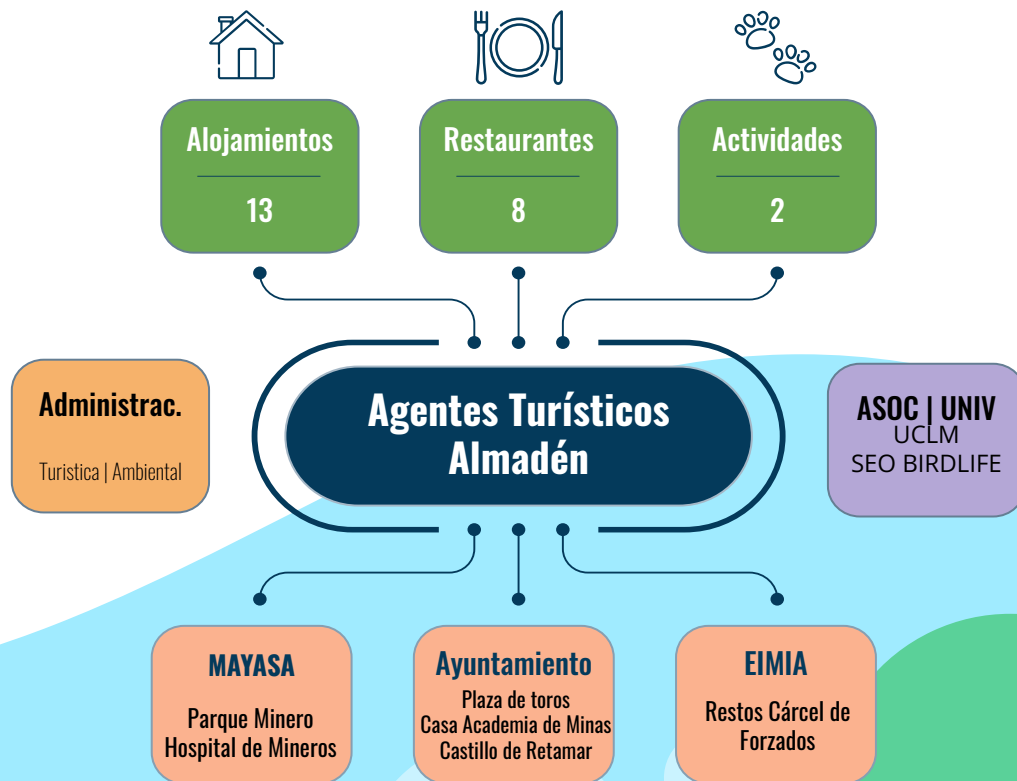 Alojamientos
13
Restaurantes
8
Actividades
2
Administrac.
Turistica | Ambiental
Agentes Turísticos
Almadén
ASOC | UNIV
UCLM
SEO BIRDLIFE
MAYASA
Parque Minero
Hospital de Mineros
Ayuntamiento
Plaza de toros
Casa Academia de Minas
Castillo de Retamar
EIMIA
Restos Cárcel de
Forzados